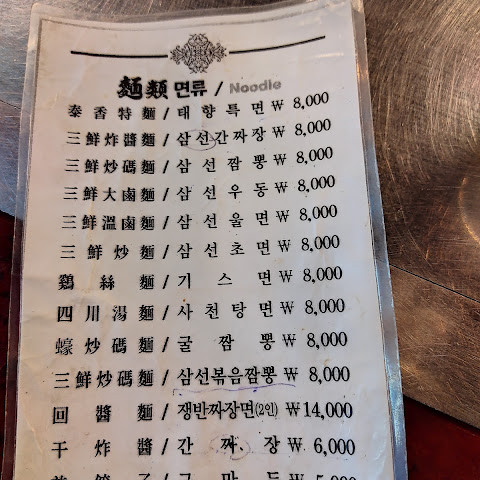 麵類 면류 / Noodle
泰香特麵 / 태향특면 ₩ 8,000
三鮮炸醬麵 / 삼선간짜장 ₩ 8,000
三鮮炒碼麵 / 삼선짬뽕 ₩ 8,000
三鮮大鹵麵 / 삼선우동 ₩ 8,000
三鮮溫鹵麵 / 삼선울면 ₩ 8,000
三鮮炒麵 / 삼선초면 ₩ 8,000
鷄絲麵 / 기스면 ₩ 8,000
四川湯麵 / 사천탕면 ₩ 8,000
蠔炒碼麵 / 굴짬뽕 ₩ 8,000
三鮮炒碼麵 / 삼선볶음짬뽕 ₩ 8,000
回醬麵 / 쟁반짜장면(2인) ₩ 14,000
干炸醬 / 간짜장 ₩ 6,000